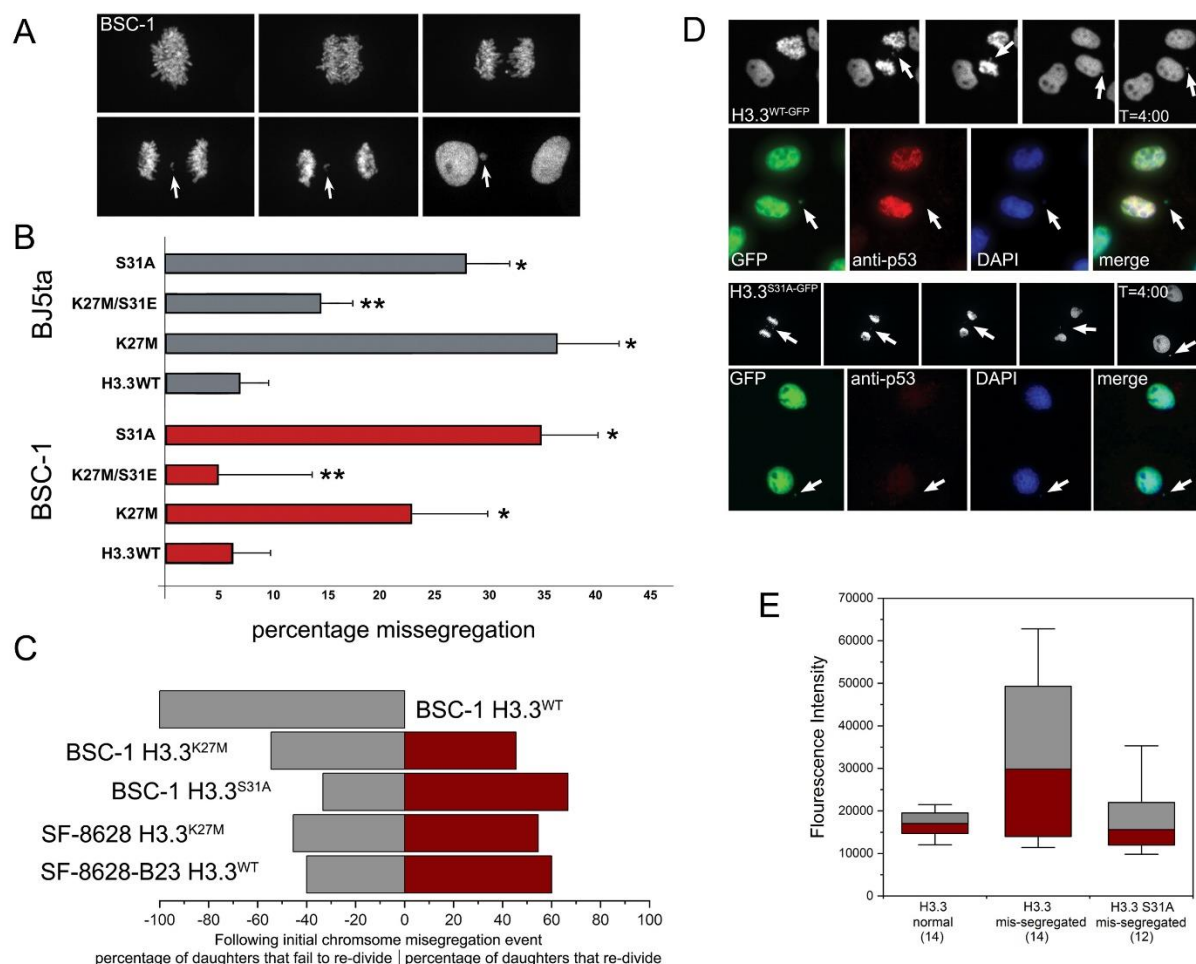 A
BSC-1
B
BJ5ta
S31A
*
K27M/S31E
**
K27M
*
H3.3WT
BSC-1
S31A
*
K27M/S31E
**
K27M
*
H3.3WT
5 10 15 20 25 30 35 40 45
percentage missegregation
C
BSC-1 H3.3WT
BSC-1 H3.3K27M
BSC-1 H3.3S31A
SF-8628 H3.3K27M
SF-8628-B23 H3.3WT
-100 -80 -60 -40 -20 0 20 40 60 80 100
Following initial chromsome misegregation event
percentage of daughters that fail to re-divide | percentage of daughters that re-divide
D
H3.3WT-GFP
T=4:00
GFP anti-p53 DAPI merge
H3.3S31A-GFP
T=4:00
GFP anti-p53 DAPI merge
E
Flourescence Intensity
70000
60000
50000
40000
30000
20000
10000
0
H3.3 normal (14)
H3.3 mis-segregated (14)
H3.3 S31A mis-segregated (12)